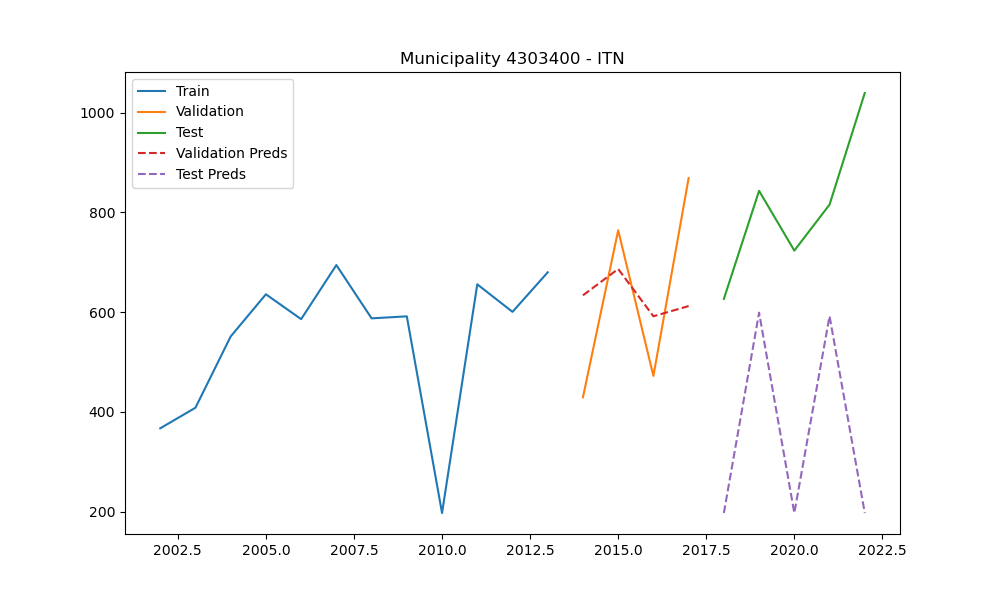 Municipality 4303400 - ITN
Train
Validation
Test
Validation Preds
Test Preds
1000
800
600
400
200
2002.5 2005.0 2007.5 2010.0 2012.5 2015.0 2017.5 2020.0 2022.5